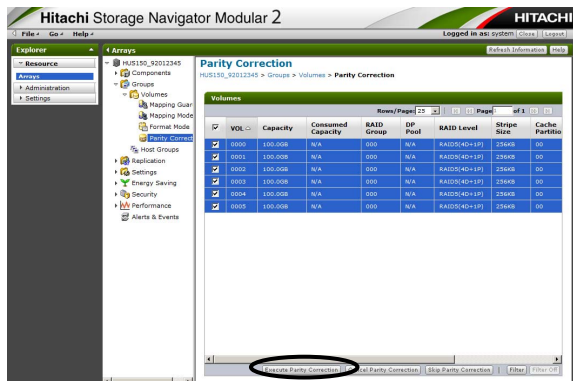 Hitachi Storage Navigator Modular 2
HITACHI
File Go Help
Logged in as: system Close Logout
Explorer
Resource
Arrays
Administration
Settings
Arrays
Refresh Information Help
HUS150_92012345
Components
Groups
Volumes
Mapping Guar
Mapping Mode
Format Mode
Parity Correct
Host Groups
Replication
Settings
Energy Saving
Security
Performance
Alerts & Events
Parity Correction
HUS150_92012345 > Groups > Volumes > Parity Correction
Volumes
Rows/Page: 25 Page of 1
VOL Capacity Consumed Capacity RAID Group DP Pool RAID Level Stripe Size Cache Partitio
0000 100.0GB N/A 000 N/A RAID5(4D+1P) 256KB 00
0001 100.0GB N/A 000 N/A RAID5(4D+1P) 256KB 00
0002 100.0GB N/A 000 N/A RAID5(4D+1P) 256KB 00
0003 100.0GB N/A 000 N/A RAID5(4D+1P) 256KB 00
0004 100.0GB N/A 000 N/A RAID5(4D+1P) 256KB 00
0005 100.0GB N/A 000 N/A RAID5(4D+1P) 256KB 00
Execute Parity Correction Parity Correction Skip Parity Correction | Filter Filter Off